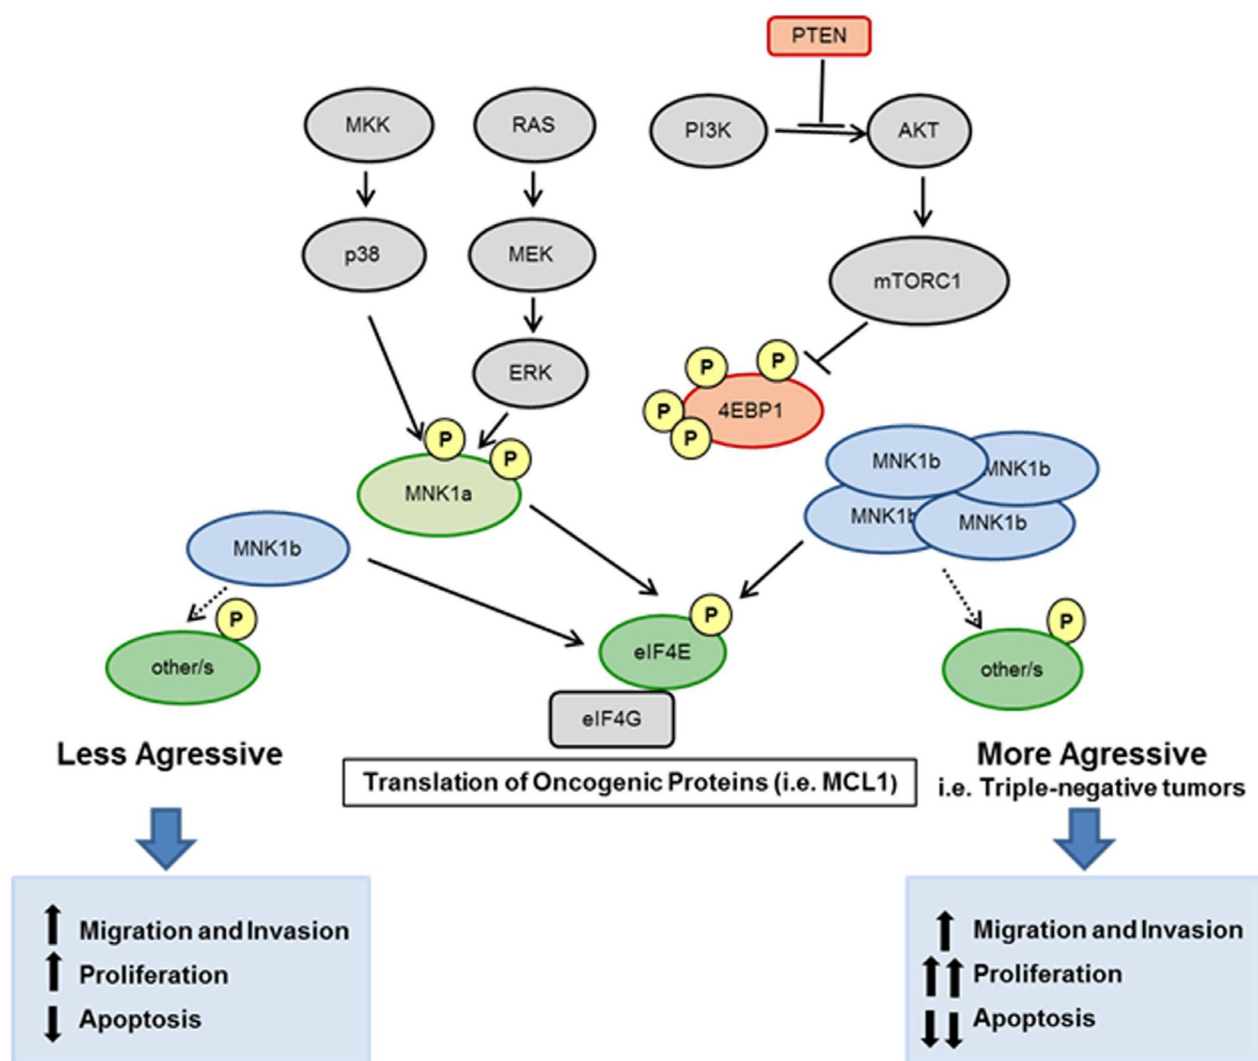 PTEN
MKK
RAS
PI3K
AKT
p38
MEK
mTORC1
ERK
P
P
P
P
4EBP1
P
P
MNK1a
MNK1b
MNK1b
MNK1b
MNK1b
MNK1b
P
other/s
P
eIF4E
P
other/s
eIF4G
Less Agressive
More Agressive
i.e. Triple-negative tumors
Translation of Oncogenic Proteins (i.e. MCL1)
Migration and Invasion
Proliferation
Apoptosis
Migration and Invasion
Proliferation
Apoptosis